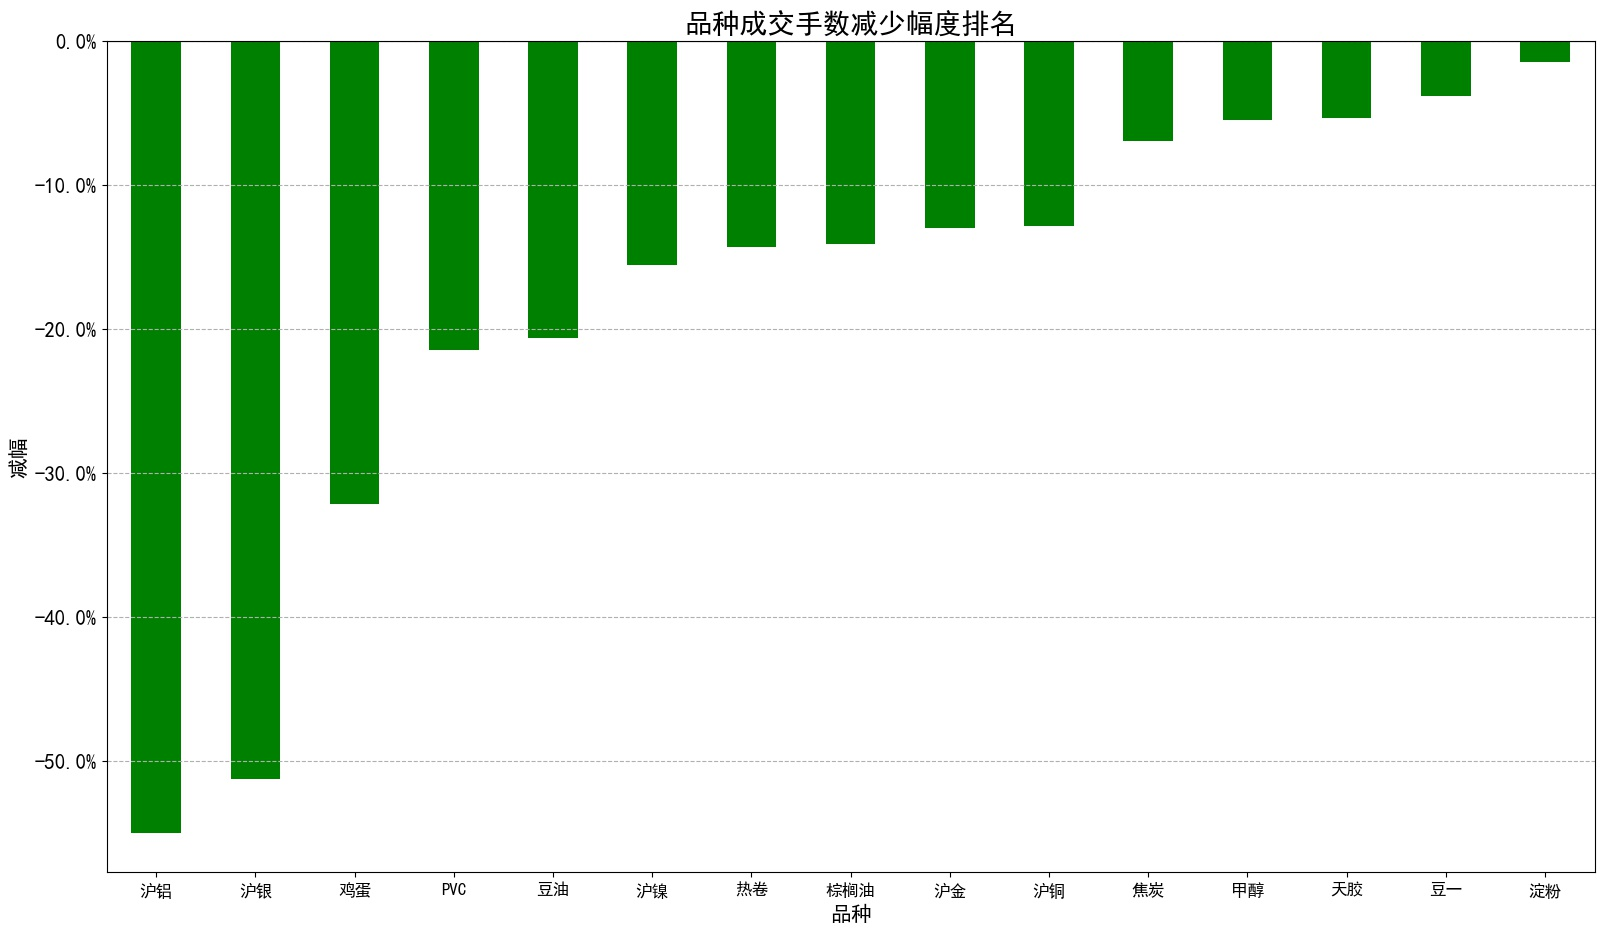 品种成交手数减少幅度排名
0.0%
-10.0%
-20.0%
-30.0%
-40.0%
-50.0%
减幅
沪铝 沪银 鸡蛋 PVC 豆油 沪镍 热卷 棕榈油 沪金 沪铜 焦炭 甲醇 天胶 豆一 淀粉
品种